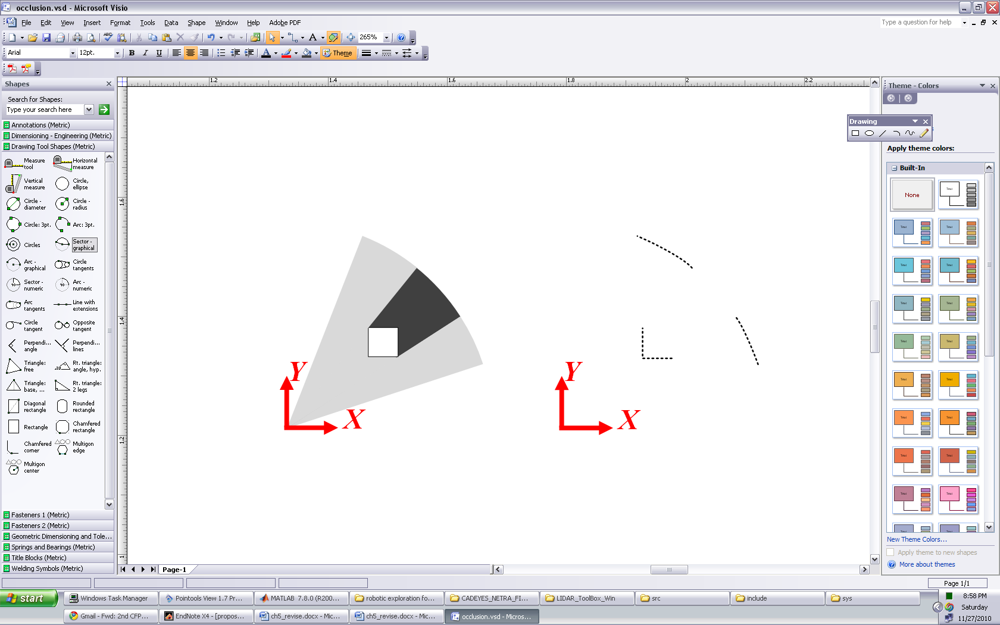 occlusion.vsd - Microsoft Visio
File Edit View Insert Format Tools Data Shape Window Help Adobe PDF
Type a question for help
265%
Arial 12pt. B I U A Theme
Shapes
Search for Shapes:
Type your search here
Annotations (Metric)
Dimensioning - Engineering (Metric)
Drawing Tool Shapes (Metric)
Measure tool
Horizontal measure
Vertical measure
Circle, ellipse
Circle - diameter
Circle - radius
Circle: 3pt.
Arc: 3pt.
Circles
Sector - graphical
Arc - graphical
Circle tangents
Sector - numeric
Arc - numeric
Arc tangents
Line with extensions
Circle tangent
Opposite tangent
Perpendi... angle
Perpendi... lines
Triangle: free
Rt. triangle: angle, hyp.
Triangle: base, ...
Rt. triangle: 2 legs
Diagonal rectangle
Rounded rectangle
Rectangle
Chamfered rectangle
Chamfered corner
Multigon edge
Multigon center
Fasteners 1 (Metric)
Fasteners 2 (Metric)
Geometric Dimensioning and Tole...
Springs and Bearings (Metric)
Title Blocks (Metric)
Welding Symbols (Metric)
1.2 1.4 1.6 1.8 2 2.2
1.6
1.4
1.2
1
Y
X
Y
X
Page-1
Theme - Colors
Drawing
Apply theme colors:
Built-In
None
Text
New Theme Colors...
Apply theme to new shapes
More about themes
Page 1/1
start
Windows Task Manager
Pointools View 1.7 Pr...
MATLAB 7.8.0 (R200...
robotic exploration fo...
CADEYES_NETRA_FI...
LIDAR_ToolBox_Win
src
include
sys
Gmail - Fwd: 2nd CFP...
EndNote X4 - [propos...
ch5_revise.docx - Mic...
ch5_revise.docx - Mic...
occlusion.vsd - Micros...
8:58 PM
Saturday
11/27/2010